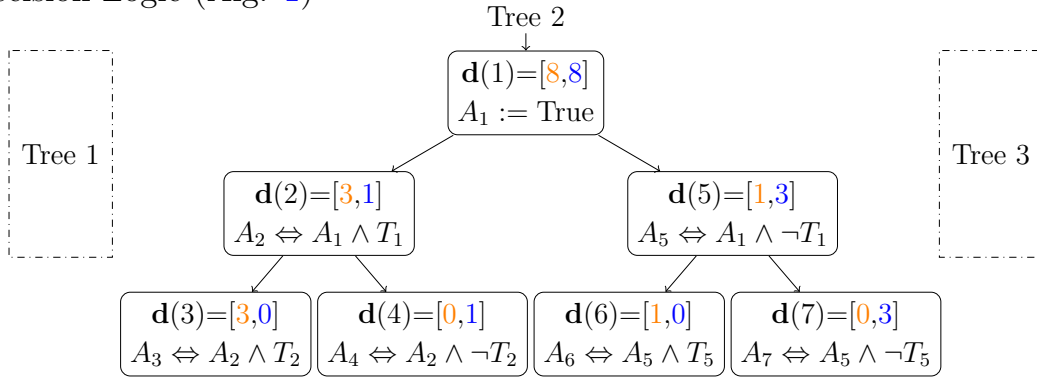 Tree 2
d(1)=[8,8]
A₁ := True
Tree 1
Tree 3
d(2)=[3,1]
A₂ ⇔ A₁ ∧ T₁
d(5)=[1,3]
A₅ ⇔ A₁ ∧ ¬T₁
d(3)=[3,0]
A₃ ⇔ A₂ ∧ T₂
d(4)=[0,1]
A₄ ⇔ A₂ ∧ ¬T₂
d(6)=[1,0]
A₆ ⇔ A₅ ∧ T₅
d(7)=[0,3]
A₇ ⇔ A₅ ∧ ¬T₅